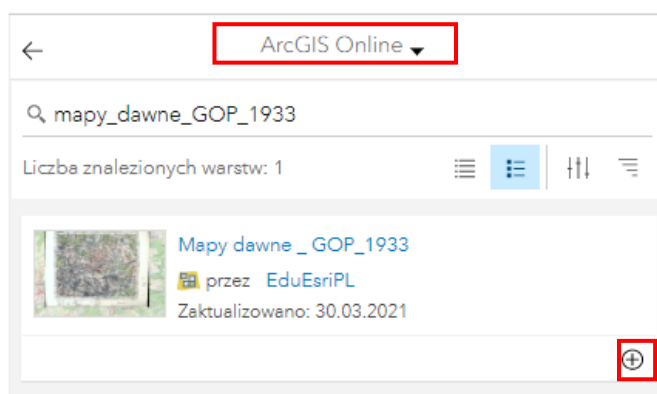 ArcGIS Online
mapy_dawne_GOP_1933
Liczba znalezionych warstw: 1
Mapy dawne _ GOP_1933
przez EduEsriPL
Zaktualizowano: 30.03.2021